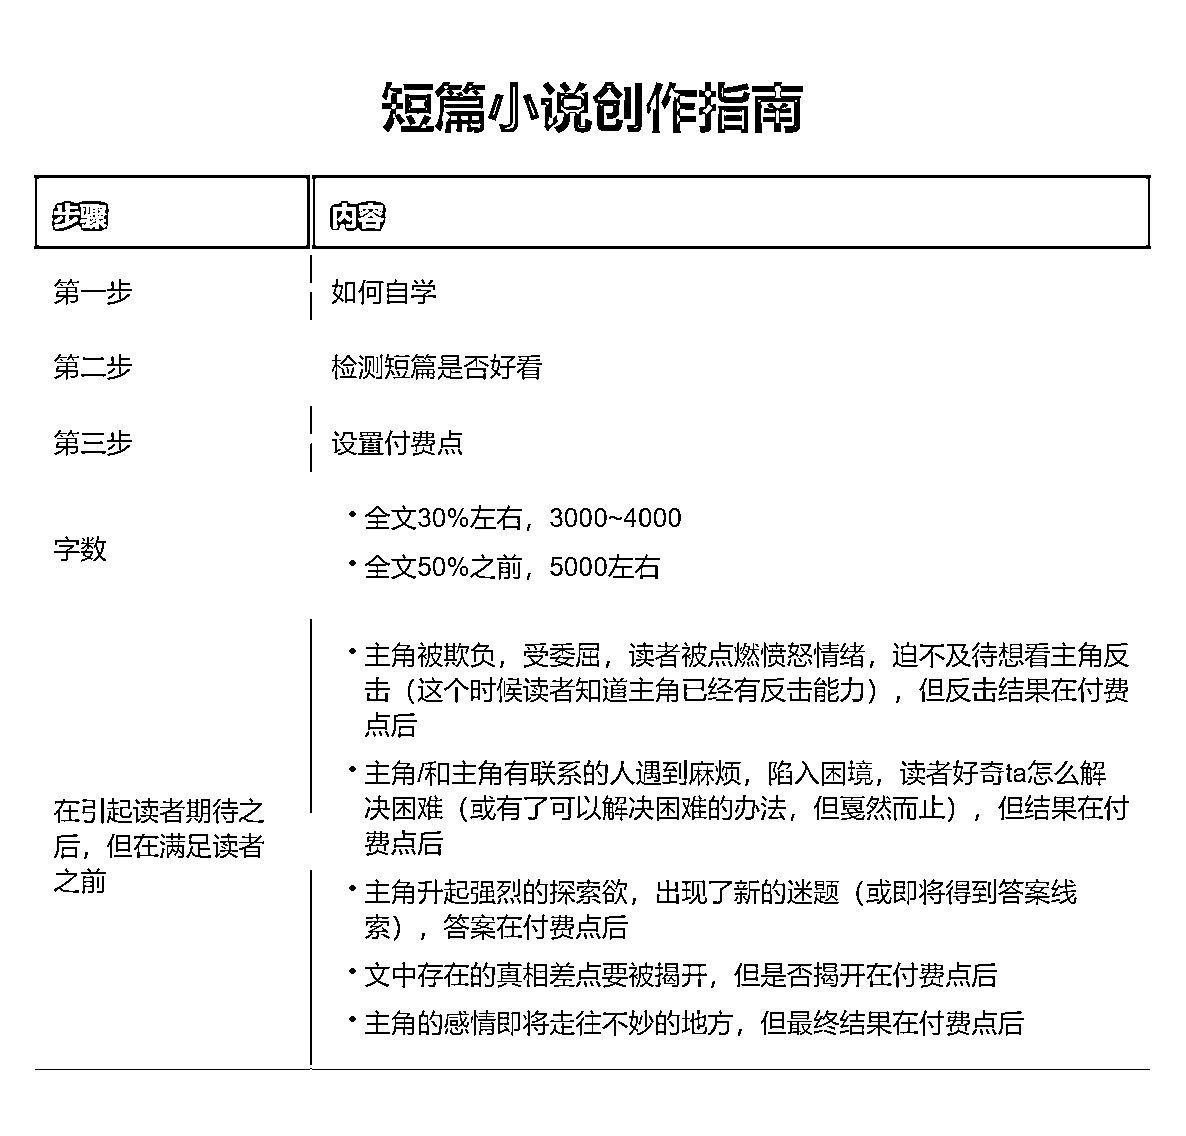 短篇小说创作指南
步骤
内容
第一步
如何自学
第二步
检测短篇是否好看
第三步
设置付费点
字数
• 全文30%左右，3000~4000
• 全文50%之前，5000左右
在引起读者期待之
后，但在满足读者
之前
• 主角被欺负，受委屈，读者被点燃愤怒情绪，迫不及待想看主角反
击（这个时候读者知道主角已经有反击能力），但反击结果在付费
点后
• 主角/和主角有联系的人遇到麻烦，陷入困境，读者好奇ta怎么解
决困难（或有了可以解决困难的办法，但戛然而止），但结果在付
费点后
• 主角升起强烈的探索欲，出现了新的迷题（或即将得到答案线
索），答案在付费点后
• 文中存在的真相差点要被揭开，但是否揭开在付费点后
• 主角的感情即将走往不妙的地方，但最终结果在付费点后